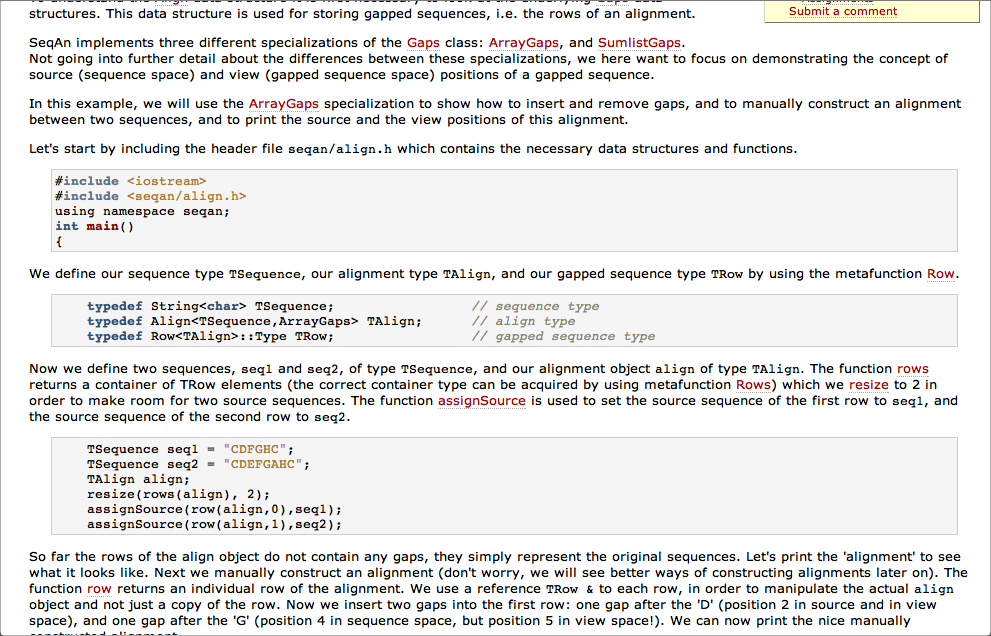 structures. This data structure is used for storing gapped sequences, i.e. the rows of an alignment.
Submit a comment
SeqAn implements three different specializations of the Gaps class: ArrayGaps, and SumlistGaps.
Not going into further detail about the differences between these specializations, we here want to focus on demonstrating the concept of
source (sequence space) and view (gapped sequence space) positions of a gapped sequence.
In this example, we will use the ArrayGaps specialization to show how to insert and remove gaps, and to manually construct an alignment
between two sequences, and to print the source and the view positions of this alignment.
Let's start by including the header file seqan/align.h which contains the necessary data structures and functions.
#include <iostream>
#include <seqan/align.h>
using namespace seqan;
int main()
{
We define our sequence type TSequence, our alignment type TAlign, and our gapped sequence type TRow by using the metafunction Row.
typedef String<char> TSequence; // sequence type
typedef Align<TSequence,ArrayGaps> TAlign; // align type
typedef Row<TAlign>::Type TRow; // gapped sequence type
Now we define two sequences, seq1 and seq2, of type TSequence, and our alignment object align of type TAlign. The function rows
returns a container of TRow elements (the correct container type can be acquired by using metafunction Rows) which we resize to 2 in
order to make room for two source sequences. The function assignSource is used to set the source sequence of the first row to seq1, and
the source sequence of the second row to seq2.
TSequence seq1 = "CDFGHC";
TSequence seq2 = "CDEFGAHC";
TAlign align;
resize(rows(align), 2);
assignSource(row(align,0),seq1);
assignSource(row(align,1),seq2);
So far the rows of the align object do not contain any gaps, they simply represent the original sequences. Let's print the 'alignment' to see
what it looks like. Next we manually construct an alignment (don't worry, we will see better ways of constructing alignments later on). The
function row returns an individual row of the alignment. We use a reference TRow & to each row, in order to manipulate the actual align
object and not just a copy of the row. Now we insert two gaps into the first row: one gap after the 'D' (position 2 in source and in view
space), and one gap after the 'G' (position 4 in sequence space, but position 5 in view space!). We can now print the nice manually